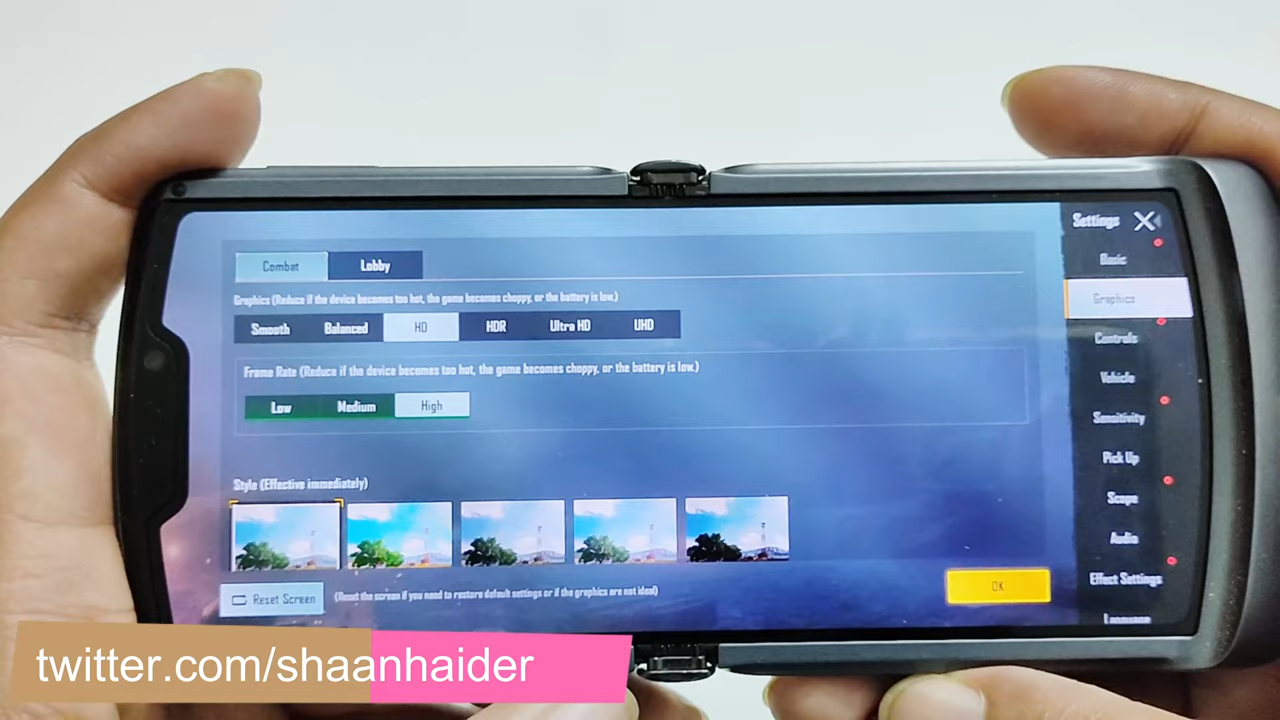 Settings
Combat Lobby
Basic
Graphics (Reduce if the device becomes too hot, the game becomes choppy, or the battery is low.)
Graphics
Smooth Balanced HD HDR Ultra HD UHD
Controls
Frame Rate (Reduce if the device becomes too hot, the game becomes choppy, or the battery is low.)
Vehicle
Low Medium High
Sensitivity
Pick Up
Style (Effective immediately)
Scope
Audio
Effect Settings
Reset Screen (Reset the screen if you need to restore default settings or if the graphics are not ideal)
OK
Language
twitter.com/shaanhaider